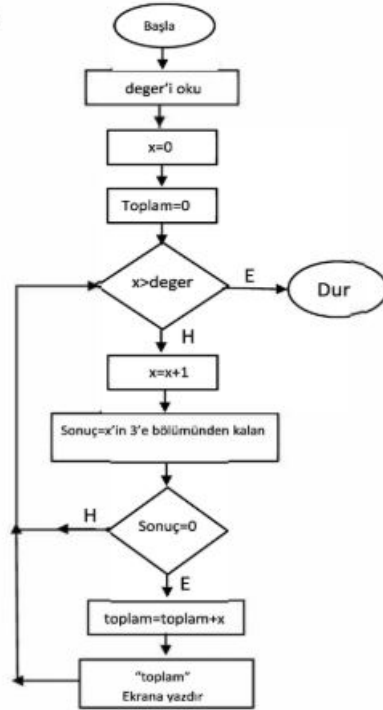 Başla
deger'i oku
x=0
Toplam=0
x>deger
E
Dur
H
x=x+1
Sonuç=x'in 3'e bölümünden kalan
H
Sonuç=0
E
toplam=toplam+x
"toplam"
Ekrana yazdır